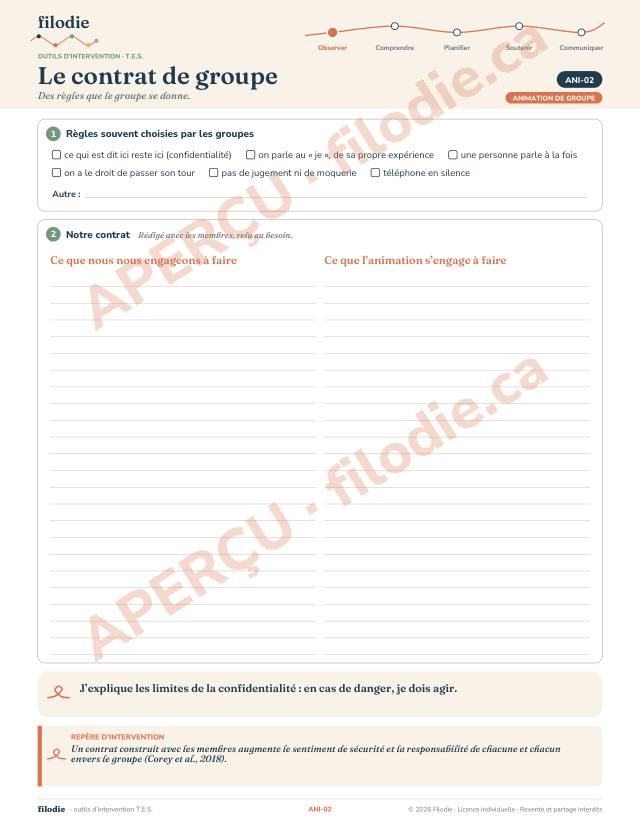 filodie
OUTILS D'INTERVENTION · T.E.S.
Observer Comprendre Planifier Soutenir Communiquer
Le contrat de groupe
Des règles que le groupe se donne.
ANI-02
ANIMATION DE GROUPE
1 Règles souvent choisies par les groupes
ce qui est dit ici reste ici (confidentialité) on parle au « je », de sa propre expérience une personne parle à la fois
on a le droit de passer son tour pas de jugement ni de moquerie téléphone en silence
Autre :
2 Notre contrat Rédigé avec les membres, relu au besoin.
Ce que nous nous engageons à faire Ce que l'animation s'engage à faire
APERÇU · filodie.ca
APERÇU · filodie.ca
J'explique les limites de la confidentialité : en cas de danger, je dois agir.
REPÈRE D'INTERVENTION
Un contrat construit avec les membres augmente le sentiment de sécurité et la responsabilité de chacune et chacun
envers le groupe (Corey et al., 2018).
filodie · outils d'intervention T.E.S. ANI-02 © 2026 Filodie · Licence individuelle · Revente et partage interdits